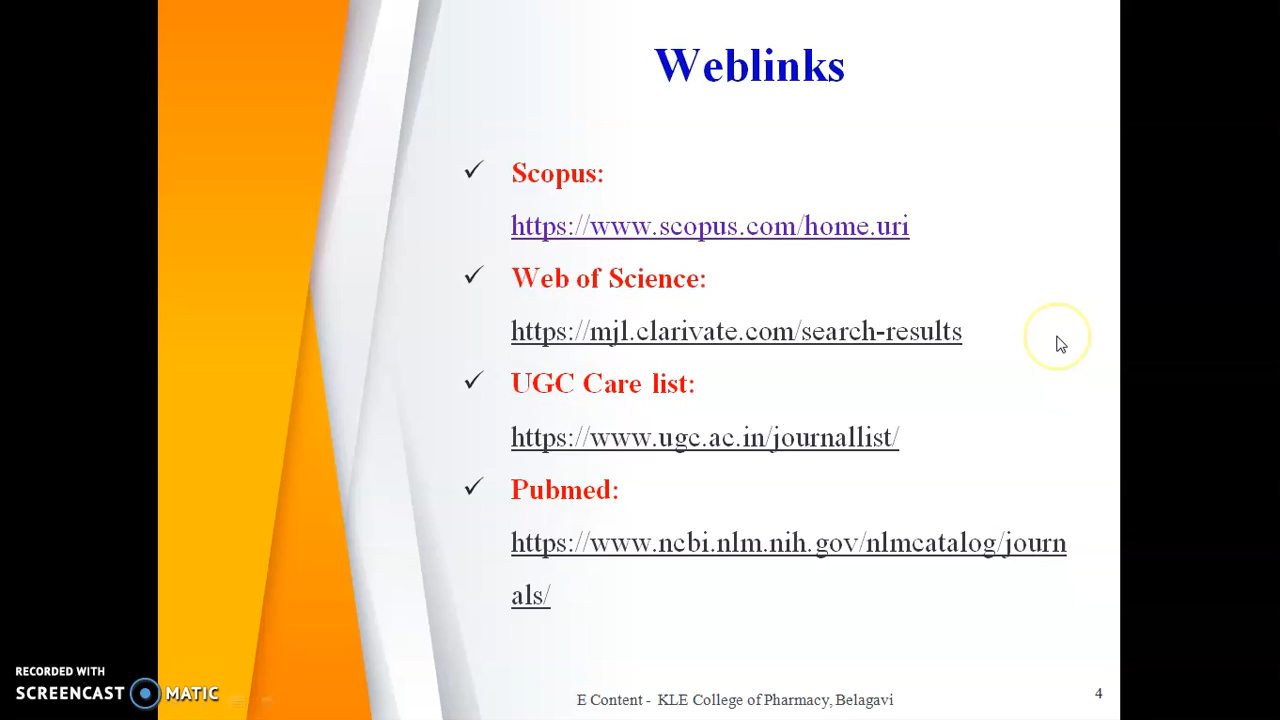 Weblinks
✓ Scopus:
https://www.scopus.com/home.uri
✓ Web of Science:
https://mjl.clarivate.com/search-results
✓ UGC Care list:
https://www.ugc.ac.in/journallist/
✓ Pubmed:
https://www.ncbi.nlm.nih.gov/nlmcatalog/journ
als/
RECORDED WITH
SCREENCAST MATIC
E Content - KLE College of Pharmacy, Belagavi
4